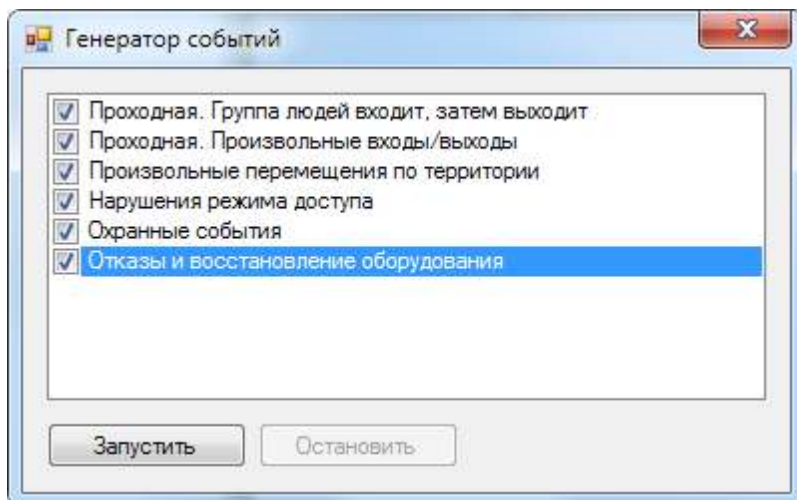 Генератор событий
Проходная. Группа людей входит, затем выходит
Проходная. Произвольные входы/выходы
Произвольные перемещения по территории
Нарушения режима доступа
Охранные события
Отказы и восстановление оборудования
Запустить
Остановить